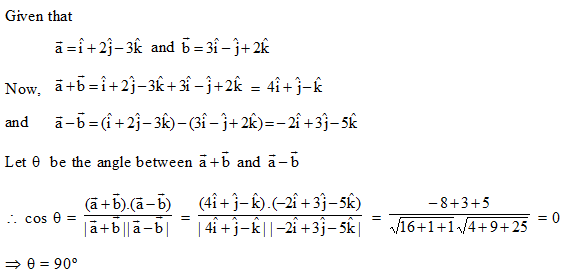 Given that
a⃗ = î + 2ĵ − 3k̂ and b⃗ = 3î − ĵ + 2k̂
Now, a⃗ + b⃗ = î + 2ĵ − 3k̂ + 3î − ĵ + 2k̂ = 4î + ĵ − k̂
and a⃗ − b⃗ = (î + 2ĵ − 3k̂) − (3î − ĵ + 2k̂) = −2î + 3ĵ − 5k̂
Let θ be the angle between a⃗ + b⃗ and a⃗ − b⃗
∴ cos θ = (a⃗ + b⃗).(a⃗ − b⃗) / |a⃗ + b⃗||a⃗ − b⃗| = (4î + ĵ − k̂).(−2î + 3ĵ − 5k̂) / |4î + ĵ − k̂||−2î + 3ĵ − 5k̂| = −8+3+5 / √16+1+1 √4+9+25 = 0
⇒ θ = 90°